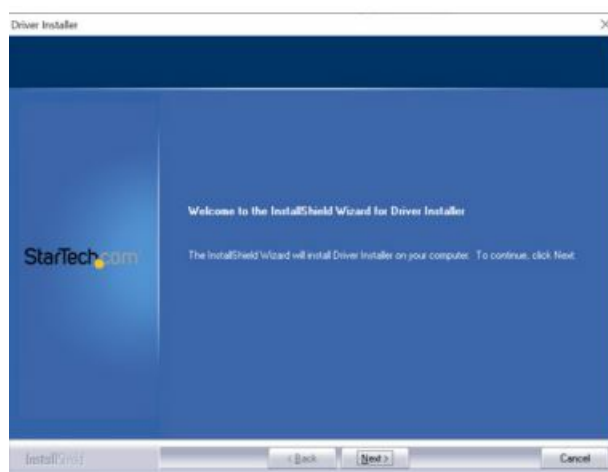 Driver Installer
Welcome to the InstallShield Wizard for Driver Installer
The InstallShield Wizard will install Driver Installer on your computer. To continue, click Next.
StarTech.com
InstallShield
< Back
Next >
Cancel